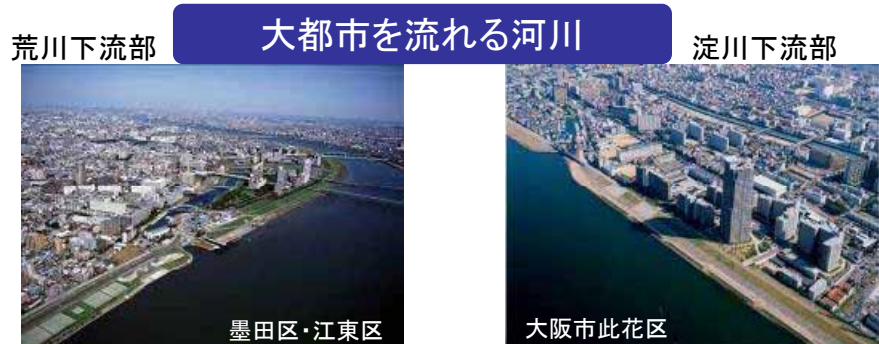 大都市を流れる河川
荒川下流部
淀川下流部
墨田区・江東区
大阪市此花区